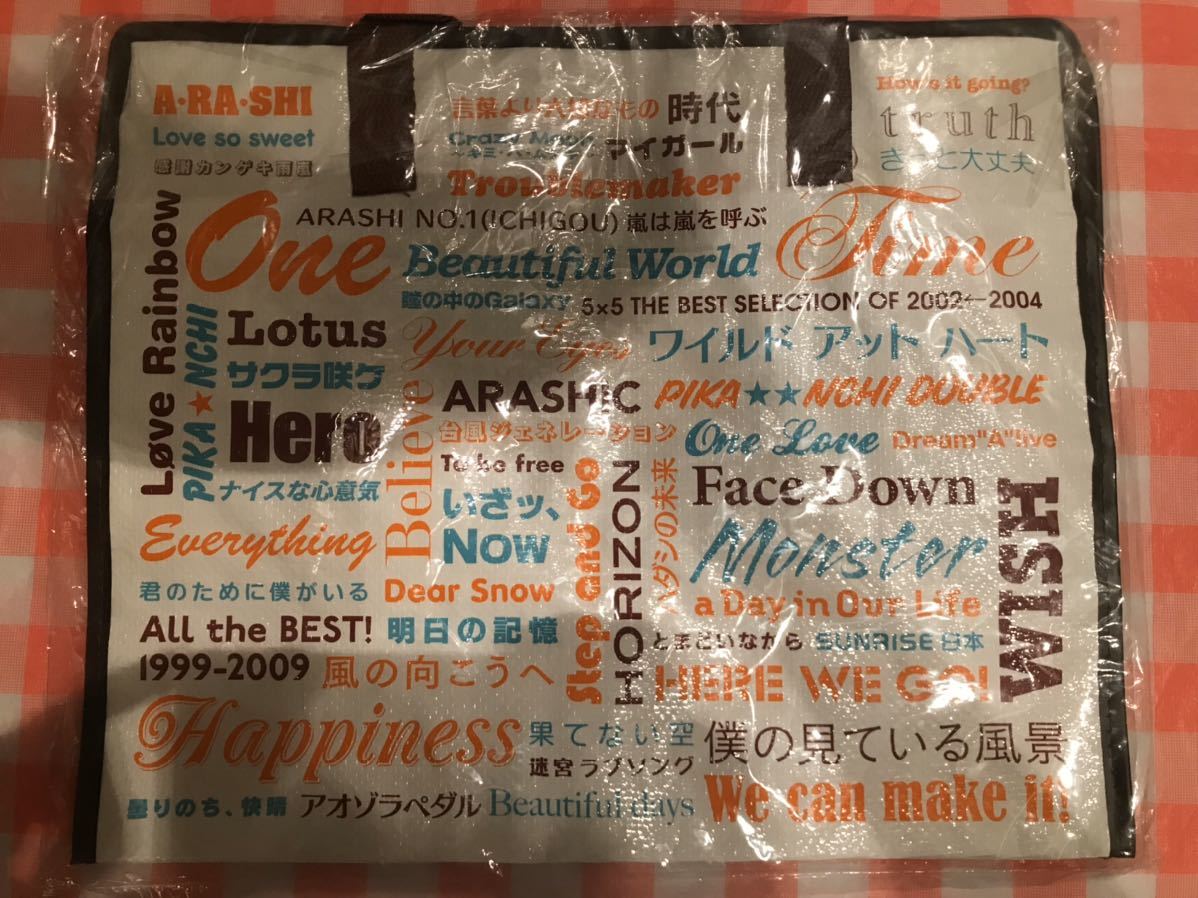 A・RA・SHI
Love so sweet
感謝カンゲキ雨嵐
言葉より大切なもの
時代
Crazy Moon
マイガール
Troublemaker
How's it going?
truth
きっと大丈夫
One
ARASHI NO.1(ICHIGOU) 嵐は嵐を呼ぶ
Time
Beautiful World
瞳の中のGalaxy
5×5 THE BEST SELECTION OF 2002←2004
Løve Rainbow
PIKA★NCHI
Lotus
サクラ咲ケ
Hero
ナイスな心意気
Believe
Your Eyes
ワイルド アット ハート
ARASHIC
PIKA★★NCHI DOUBLE
台風ジェネレーション
One Love
Dream"A"live
To be free
いざッ、
Now
Step and Go
HORIZON
ハダシの未来
Face Down
Monster
WISH
Everything
君のために僕がいる
Dear Snow
a Day in Our Life
All the BEST!
1999-2009
明日の記憶
とまどいながら
SUNRISE日本
風の向こうへ
HERE WE GO!
Happiness
果てない空
迷宮ラブソング
僕の見ている風景
曇りのち、快晴
アオゾラペダル
Beautiful days
We can make it!